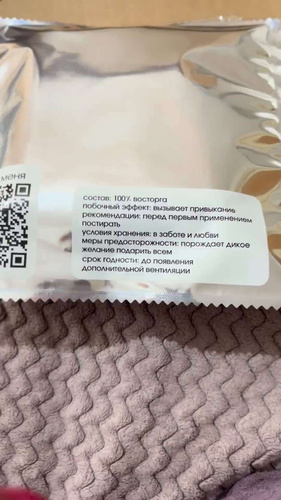 состав: 100% восторга
побочный эффект: вызывает привыкание
рекомендации: перед первым применением
постирать
условия хранения: в заботе и любви
меры предосторожности: порождает дикое
желание подарить всем
срок годности: до появления
дополнительной вентиляции